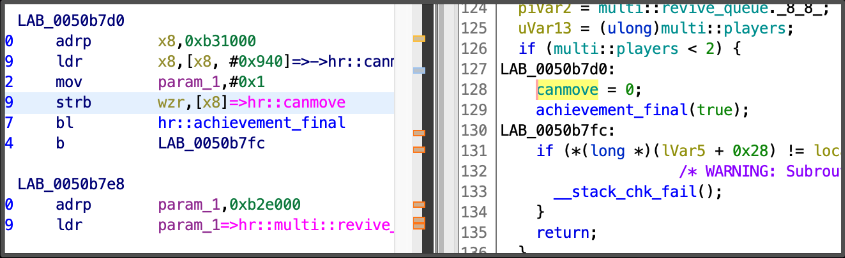 LAB_0050b7d0
0 adrp x8,0xb31000
9 ldr x8,[x8, #0x940]=>->hr::canm
2 mov param_1,#0x1
9 strb wzr,[x8]=>hr::canmove
7 bl hr::achievement_final
4 b LAB_0050b7fc
LAB_0050b7e8
0 adrp param_1,0xb2e000
9 ldr param_1=>hr::multi::revive_
124 piVar2 = multi::revive_queue._8_8_;
125 uVar13 = (ulong)multi::players;
126 if (multi::players < 2) {
127 LAB_0050b7d0:
128 canmove = 0;
129 achievement_final(true);
130 LAB_0050b7fc:
131 if (*(long *)(lVar5 + 0x28) != loca
132 /* WARNING: Subrou
133 __stack_chk_fail();
134 }
135 return;
136 }